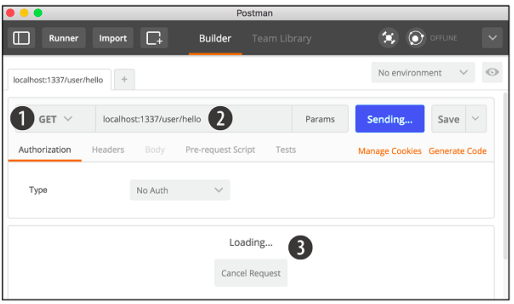 Postman
Runner Import Builder Team Library OFFLINE
localhost:1337/user/hello + No environment
1 GET localhost:1337/user/hello 2 Params Sending... Save
Authorization Headers Body Pre-request Script Tests Manage Cookies Generate Code
Type No Auth
Loading...
3
Cancel Request